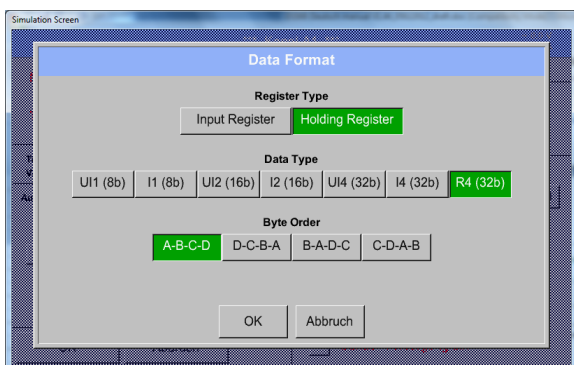 Simulation Screen
Data Format
Register Type
Input Register Holding Register
Data Type
UI1 (8b) I1 (8b) UI2 (16b) I2 (16b) UI4 (32b) I4 (32b) R4 (32b)
Byte Order
A-B-C-D D-C-B-A B-A-D-C C-D-A-B
OK Abbruch